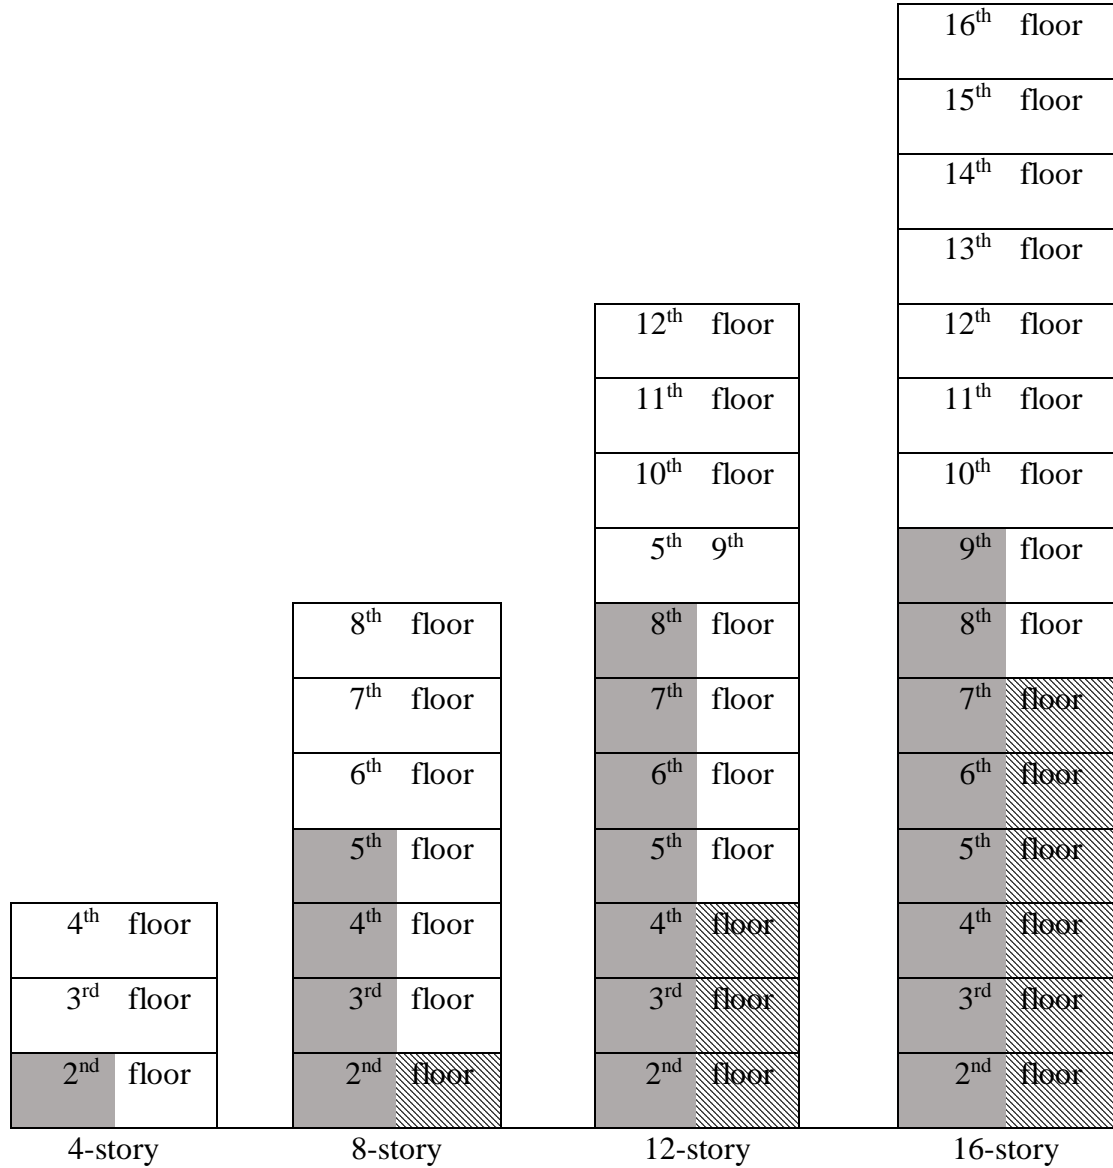 16th floor
15th floor
14th floor
13th floor
12th floor 12th floor
11th floor 11th floor
10th floor 10th floor
5th 9th 9th floor
8th floor 8th floor 8th floor
7th floor 7th floor 7th floor
6th floor 6th floor 6th floor
5th floor 5th floor 5th floor
4th floor 4th floor 4th floor 4th floor
3rd floor 3rd floor 3rd floor 3rd floor
2nd floor 2nd floor 2nd floor 2nd floor
4-story 8-story 12-story 16-story